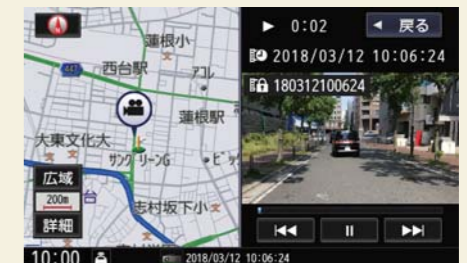 蓮根小
西台駅
アコレ
蓮根駅
大東文化大
サンク リーンG
ピッ
広域
台
200m
詳細
志村坂下小
10:00
2018/03/12 10:06:24
0:02
戻る
2018/03/12 10:06:24
180312100624